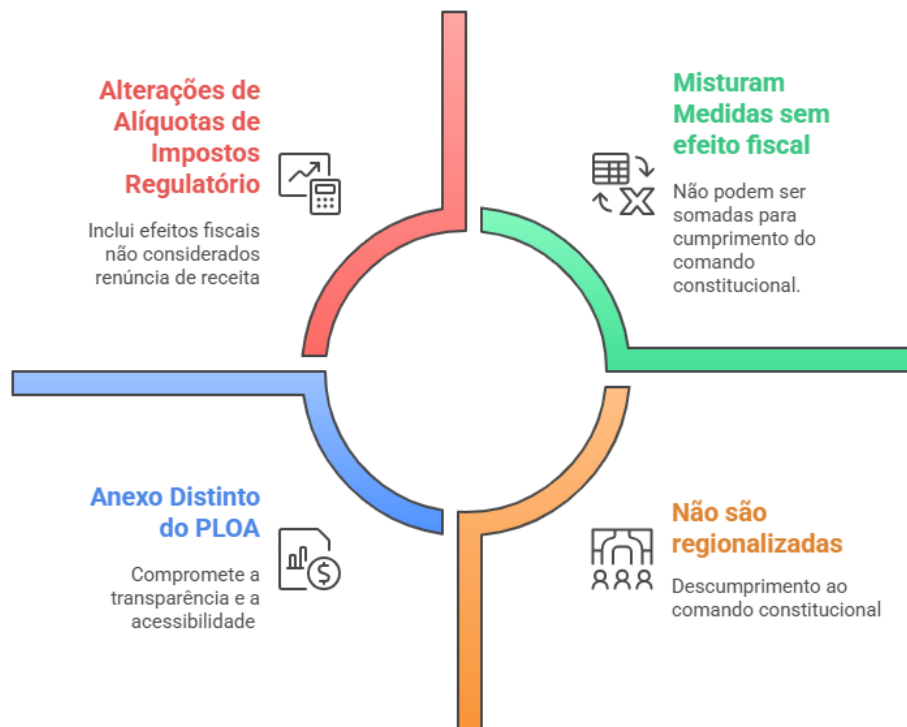 Alterações de
Alíquotas de
Impostos
Regulatório
Inclui efeitos fiscais
não considerados
renúncia de receita
Misturam
Medidas sem
efeito fiscal
Não podem ser
somadas para
cumprimento do
comando
constitucional.
Anexo Distinto
do PLOA
Compromete a
transparência e a
acessibilidade
Não são
regionalizadas
Descumprimento ao
comando constitucional